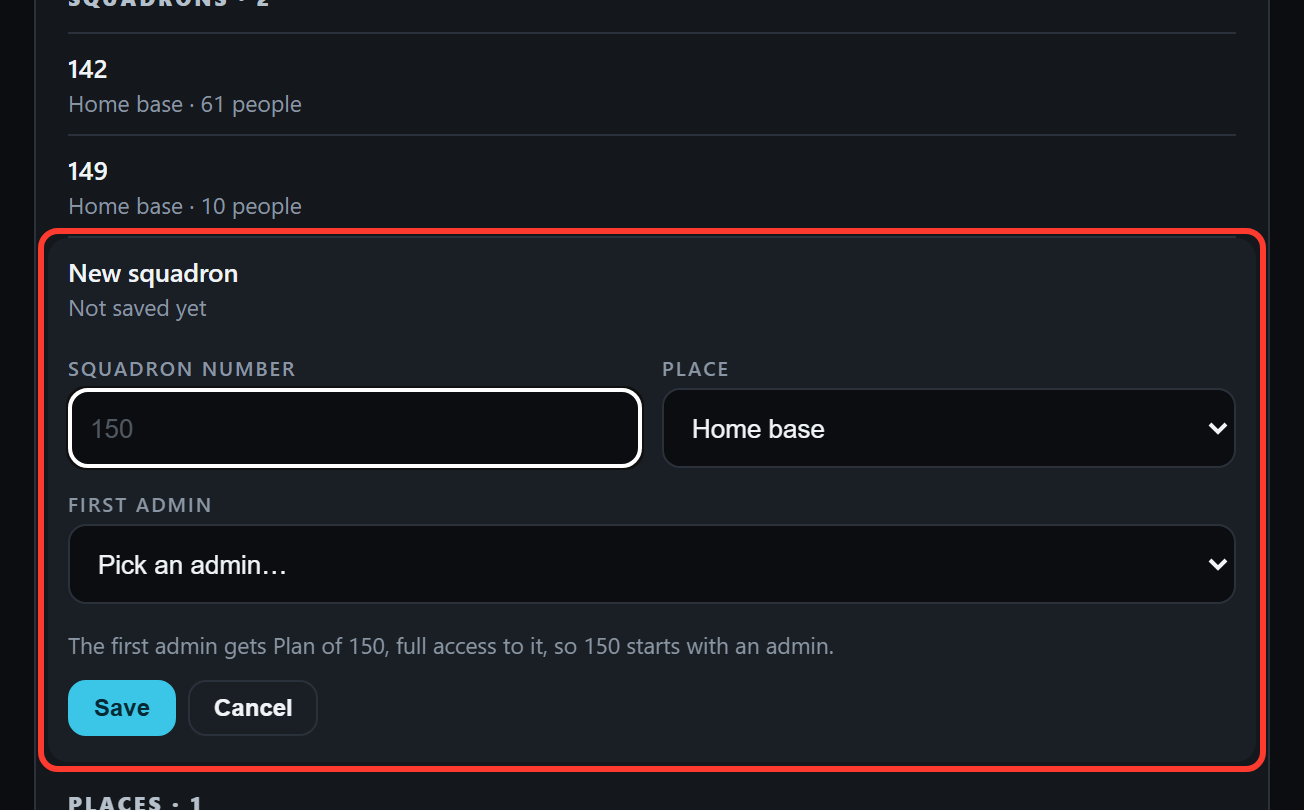 SQUADRONS · 2
142
Home base · 61 people
149
Home base · 10 people
New squadron
Not saved yet
SQUADRON NUMBER
PLACE
150
Home base
FIRST ADMIN
Pick an admin…
The first admin gets Plan of 150, full access to it, so 150 starts with an admin.
Save
Cancel
PLACES · 1